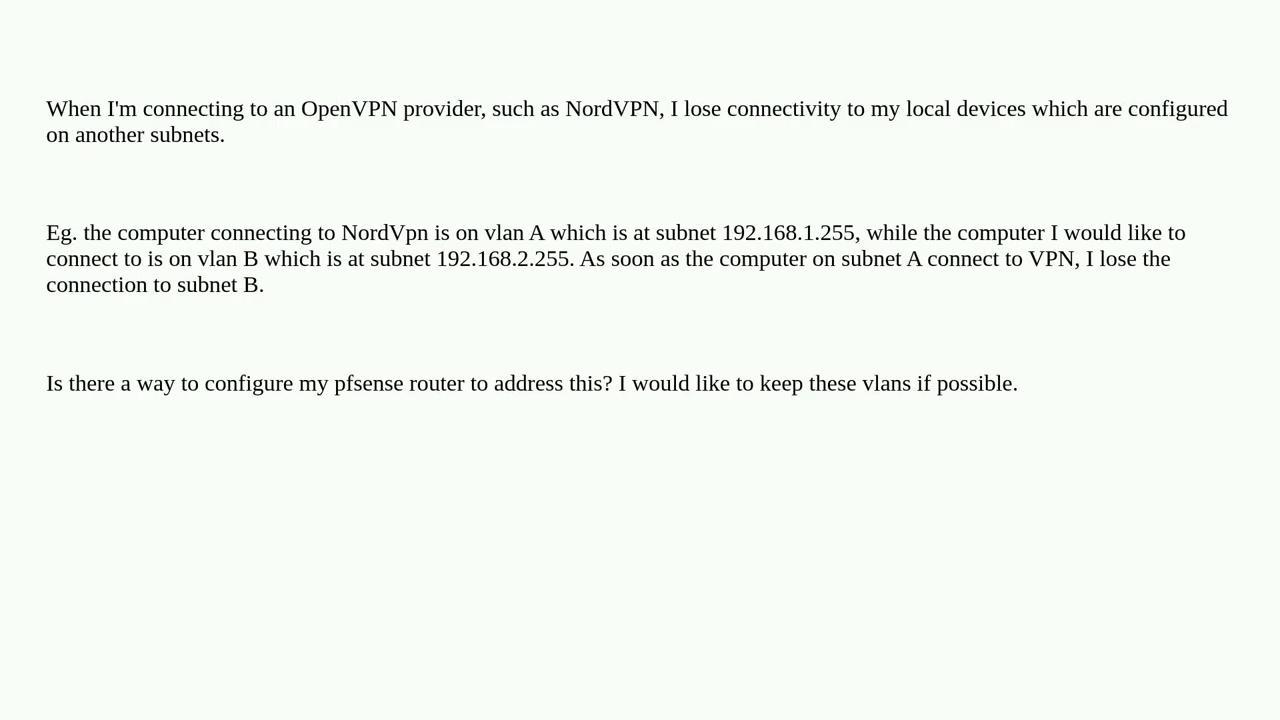 When I'm connecting to an OpenVPN provider, such as NordVPN, I lose connectivity to my local devices which are configured
on another subnets.
Eg. the computer connecting to NordVpn is on vlan A which is at subnet 192.168.1.255, while the computer I would like to
connect to is on vlan B which is at subnet 192.168.2.255. As soon as the computer on subnet A connect to VPN, I lose the
connection to subnet B.
Is there a way to configure my pfsense router to address this? I would like to keep these vlans if possible.